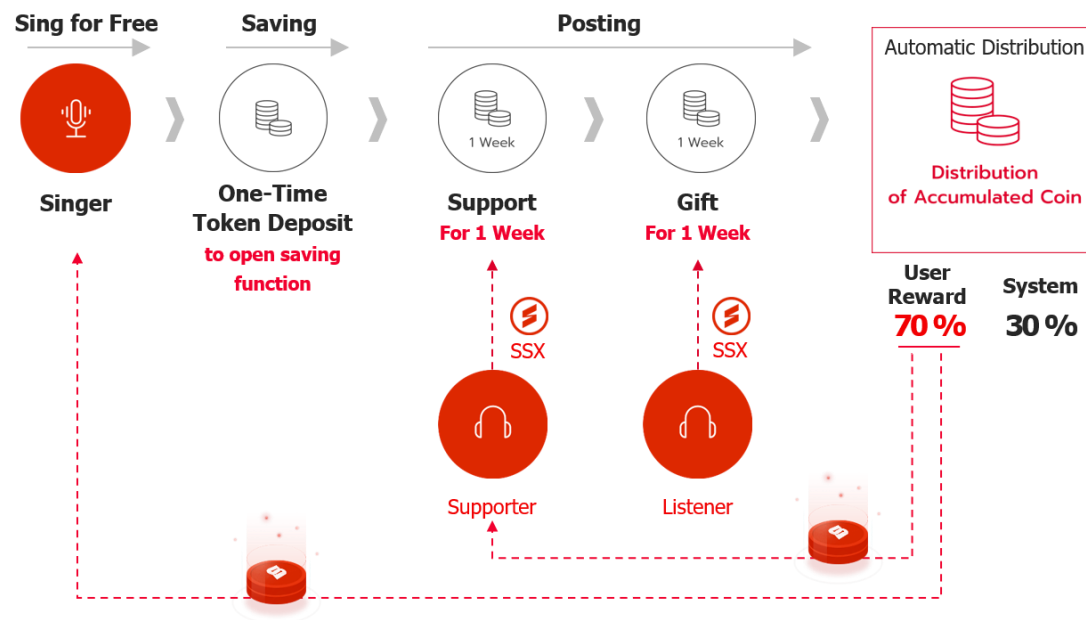 Sing for Free
Saving
Posting
Automatic Distribution
1 Week
1 Week
Distribution
of Accumulated Coin
Singer
One-Time
Token Deposit
to open saving
function
Support
For 1 Week
Gift
For 1 Week
User
Reward
70 %
System
30 %
SSX
SSX
Supporter
Listener